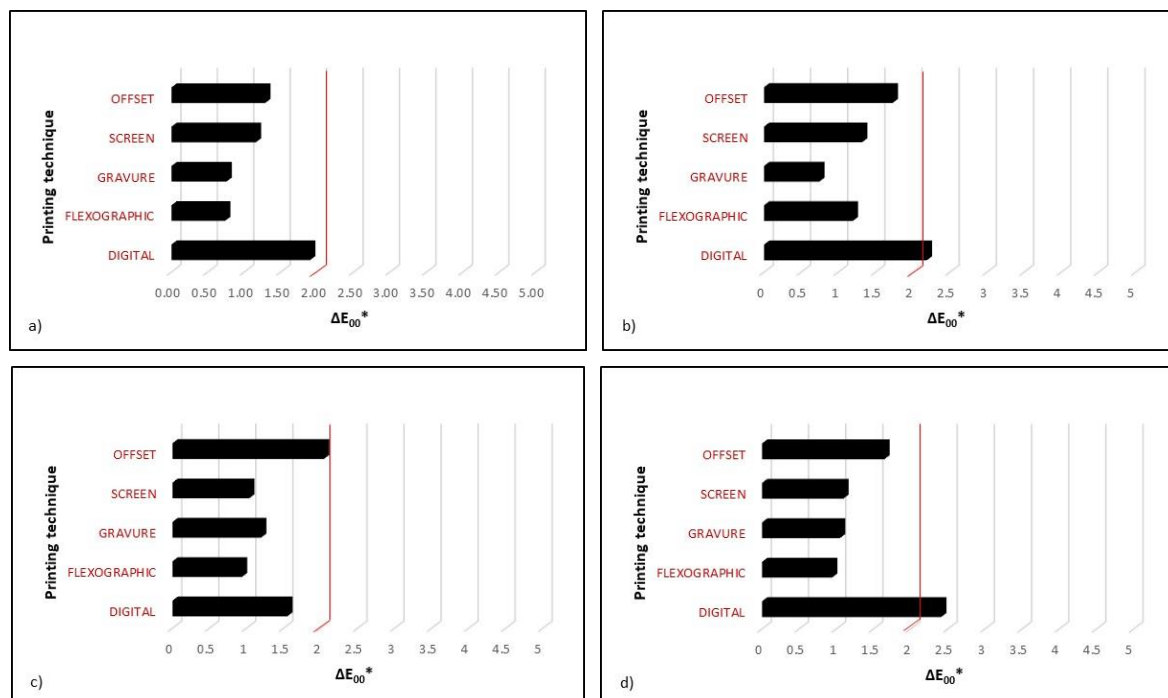 Printing technique
OFFSET
SCREEN
GRAVURE
FLEXOGRAPHIC
DIGITAL
0.00 0.50 1.00 1.50 2.00 2.50 3.00 3.50 4.00 4.50 5.00
ΔE00*
a)
Printing technique
OFFSET
SCREEN
GRAVURE
FLEXOGRAPHIC
DIGITAL
0 0.5 1 1.5 2 2.5 3 3.5 4 4.5 5
ΔE00*
b)
Printing technique
OFFSET
SCREEN
GRAVURE
FLEXOGRAPHIC
DIGITAL
0 0.5 1 1.5 2 2.5 3 3.5 4 4.5 5
ΔE00*
c)
Printing technique
OFFSET
SCREEN
GRAVURE
FLEXOGRAPHIC
DIGITAL
0 0.5 1 1.5 2 2.5 3 3.5 4 4.5 5
ΔE00*
d)